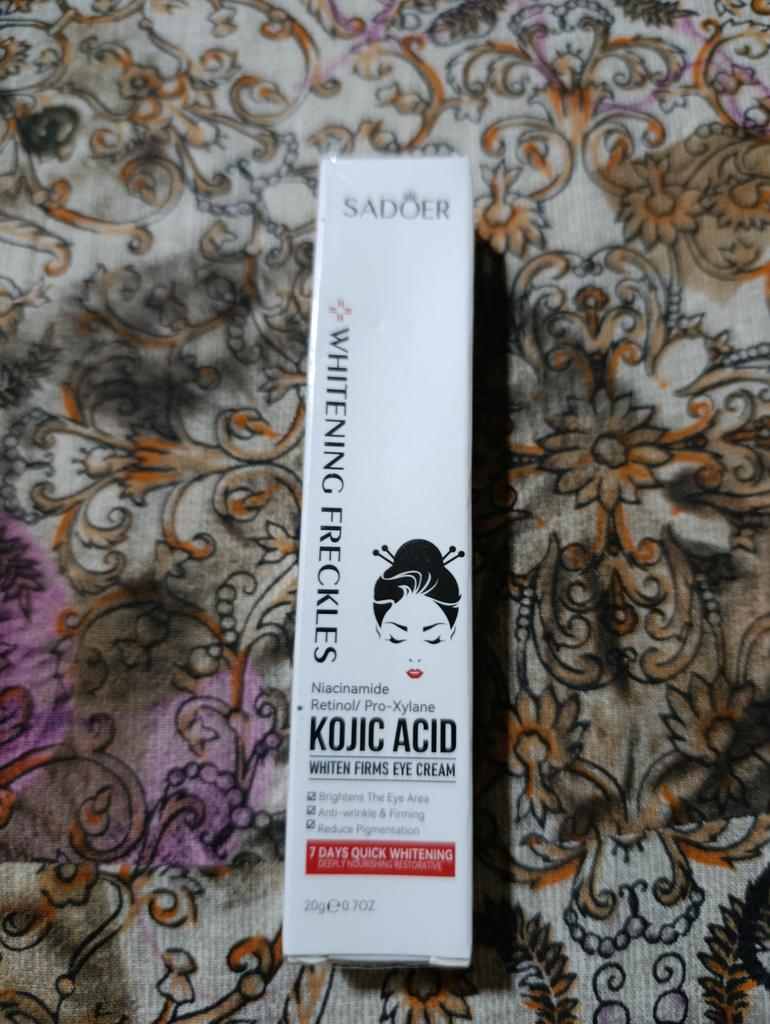 SADOER
WHITENING FRECKLES
Niacinamide
Retinol/ Pro-Xylane
KOJIC ACID
WHITEN FIRMS EYE CREAM
☑ Brightens The Eye Area
☑ Anti-wrinkle & Firming
☑ Reduce Pigmentation
7 DAYS QUICK WHITENING
DEEPLY NOURISHING RESTORATIVE
20g℮0.7OZ